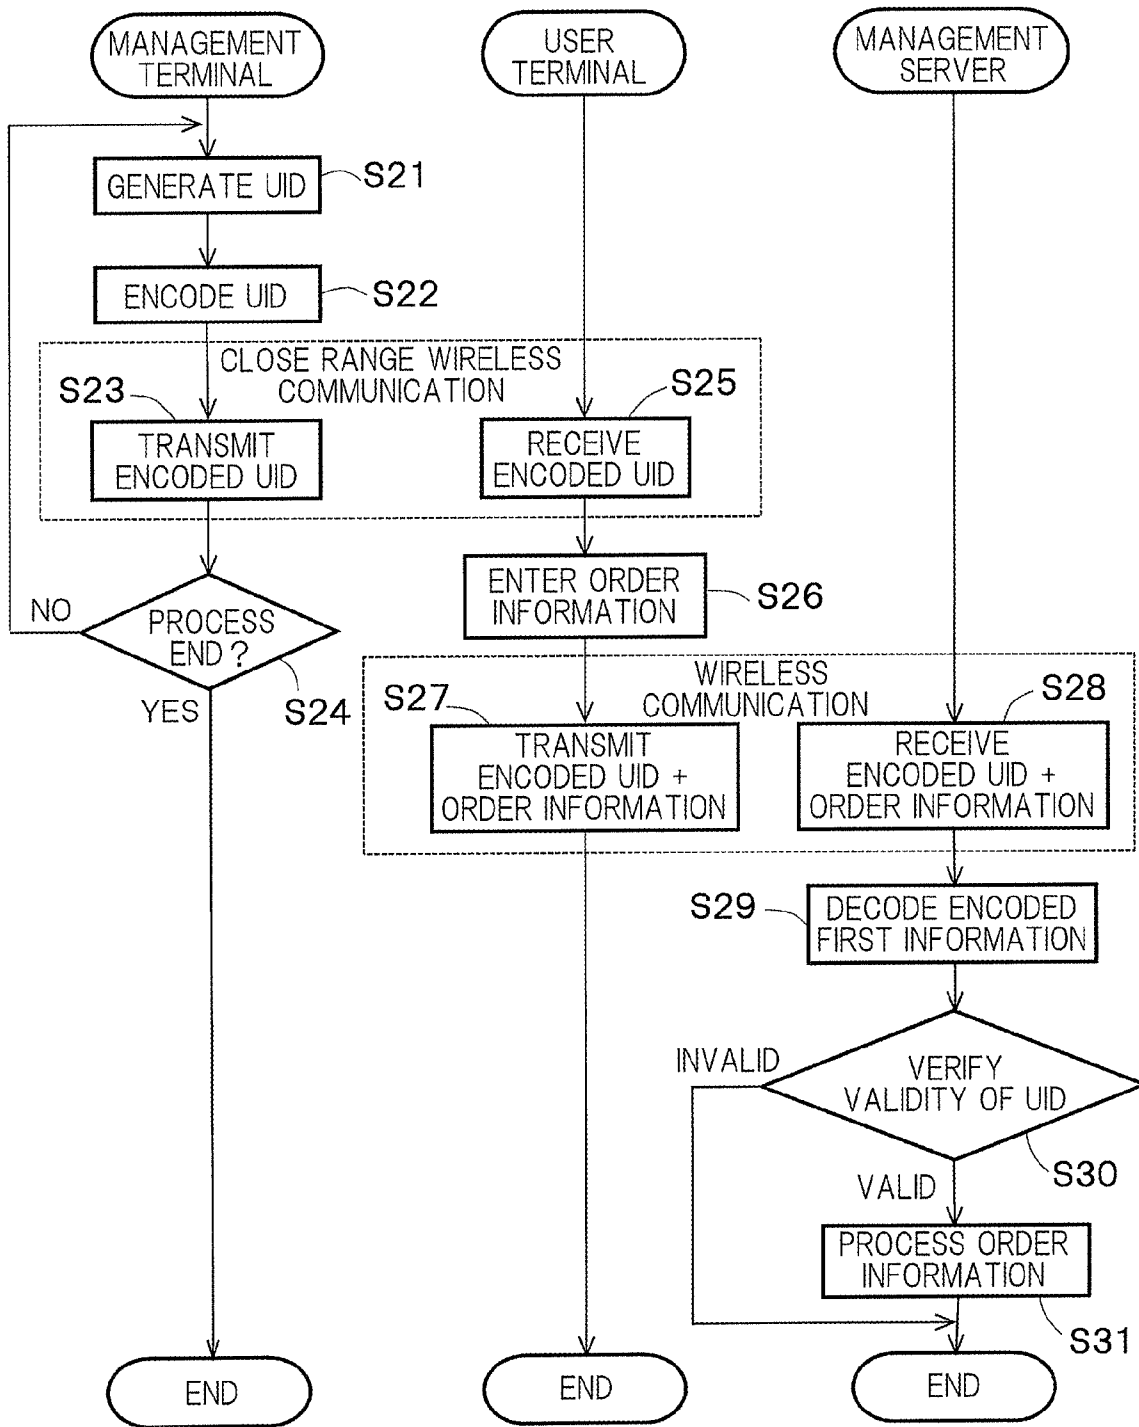 MANAGEMENT
TERMINAL
USER
TERMINAL
MANAGEMENT
SERVER
GENERATE UID
S21
ENCODE UID
S22
CLOSE RANGE WIRELESS
COMMUNICATION
S23
S25
TRANSMIT
ENCODED UID
RECEIVE
ENCODED UID
ENTER ORDER
INFORMATION
S26
NO
PROCESS
END?
S24
YES
WIRELESS
COMMUNICATION
S27
S28
TRANSMIT
ENCODED UID +
ORDER INFORMATION
RECEIVE
ENCODED UID +
ORDER INFORMATION
S29
DECODE ENCODED
FIRST INFORMATION
INVALID
VERIFY
VALIDITY OF UID
S30
VALID
PROCESS ORDER
INFORMATION
S31
END
END
END